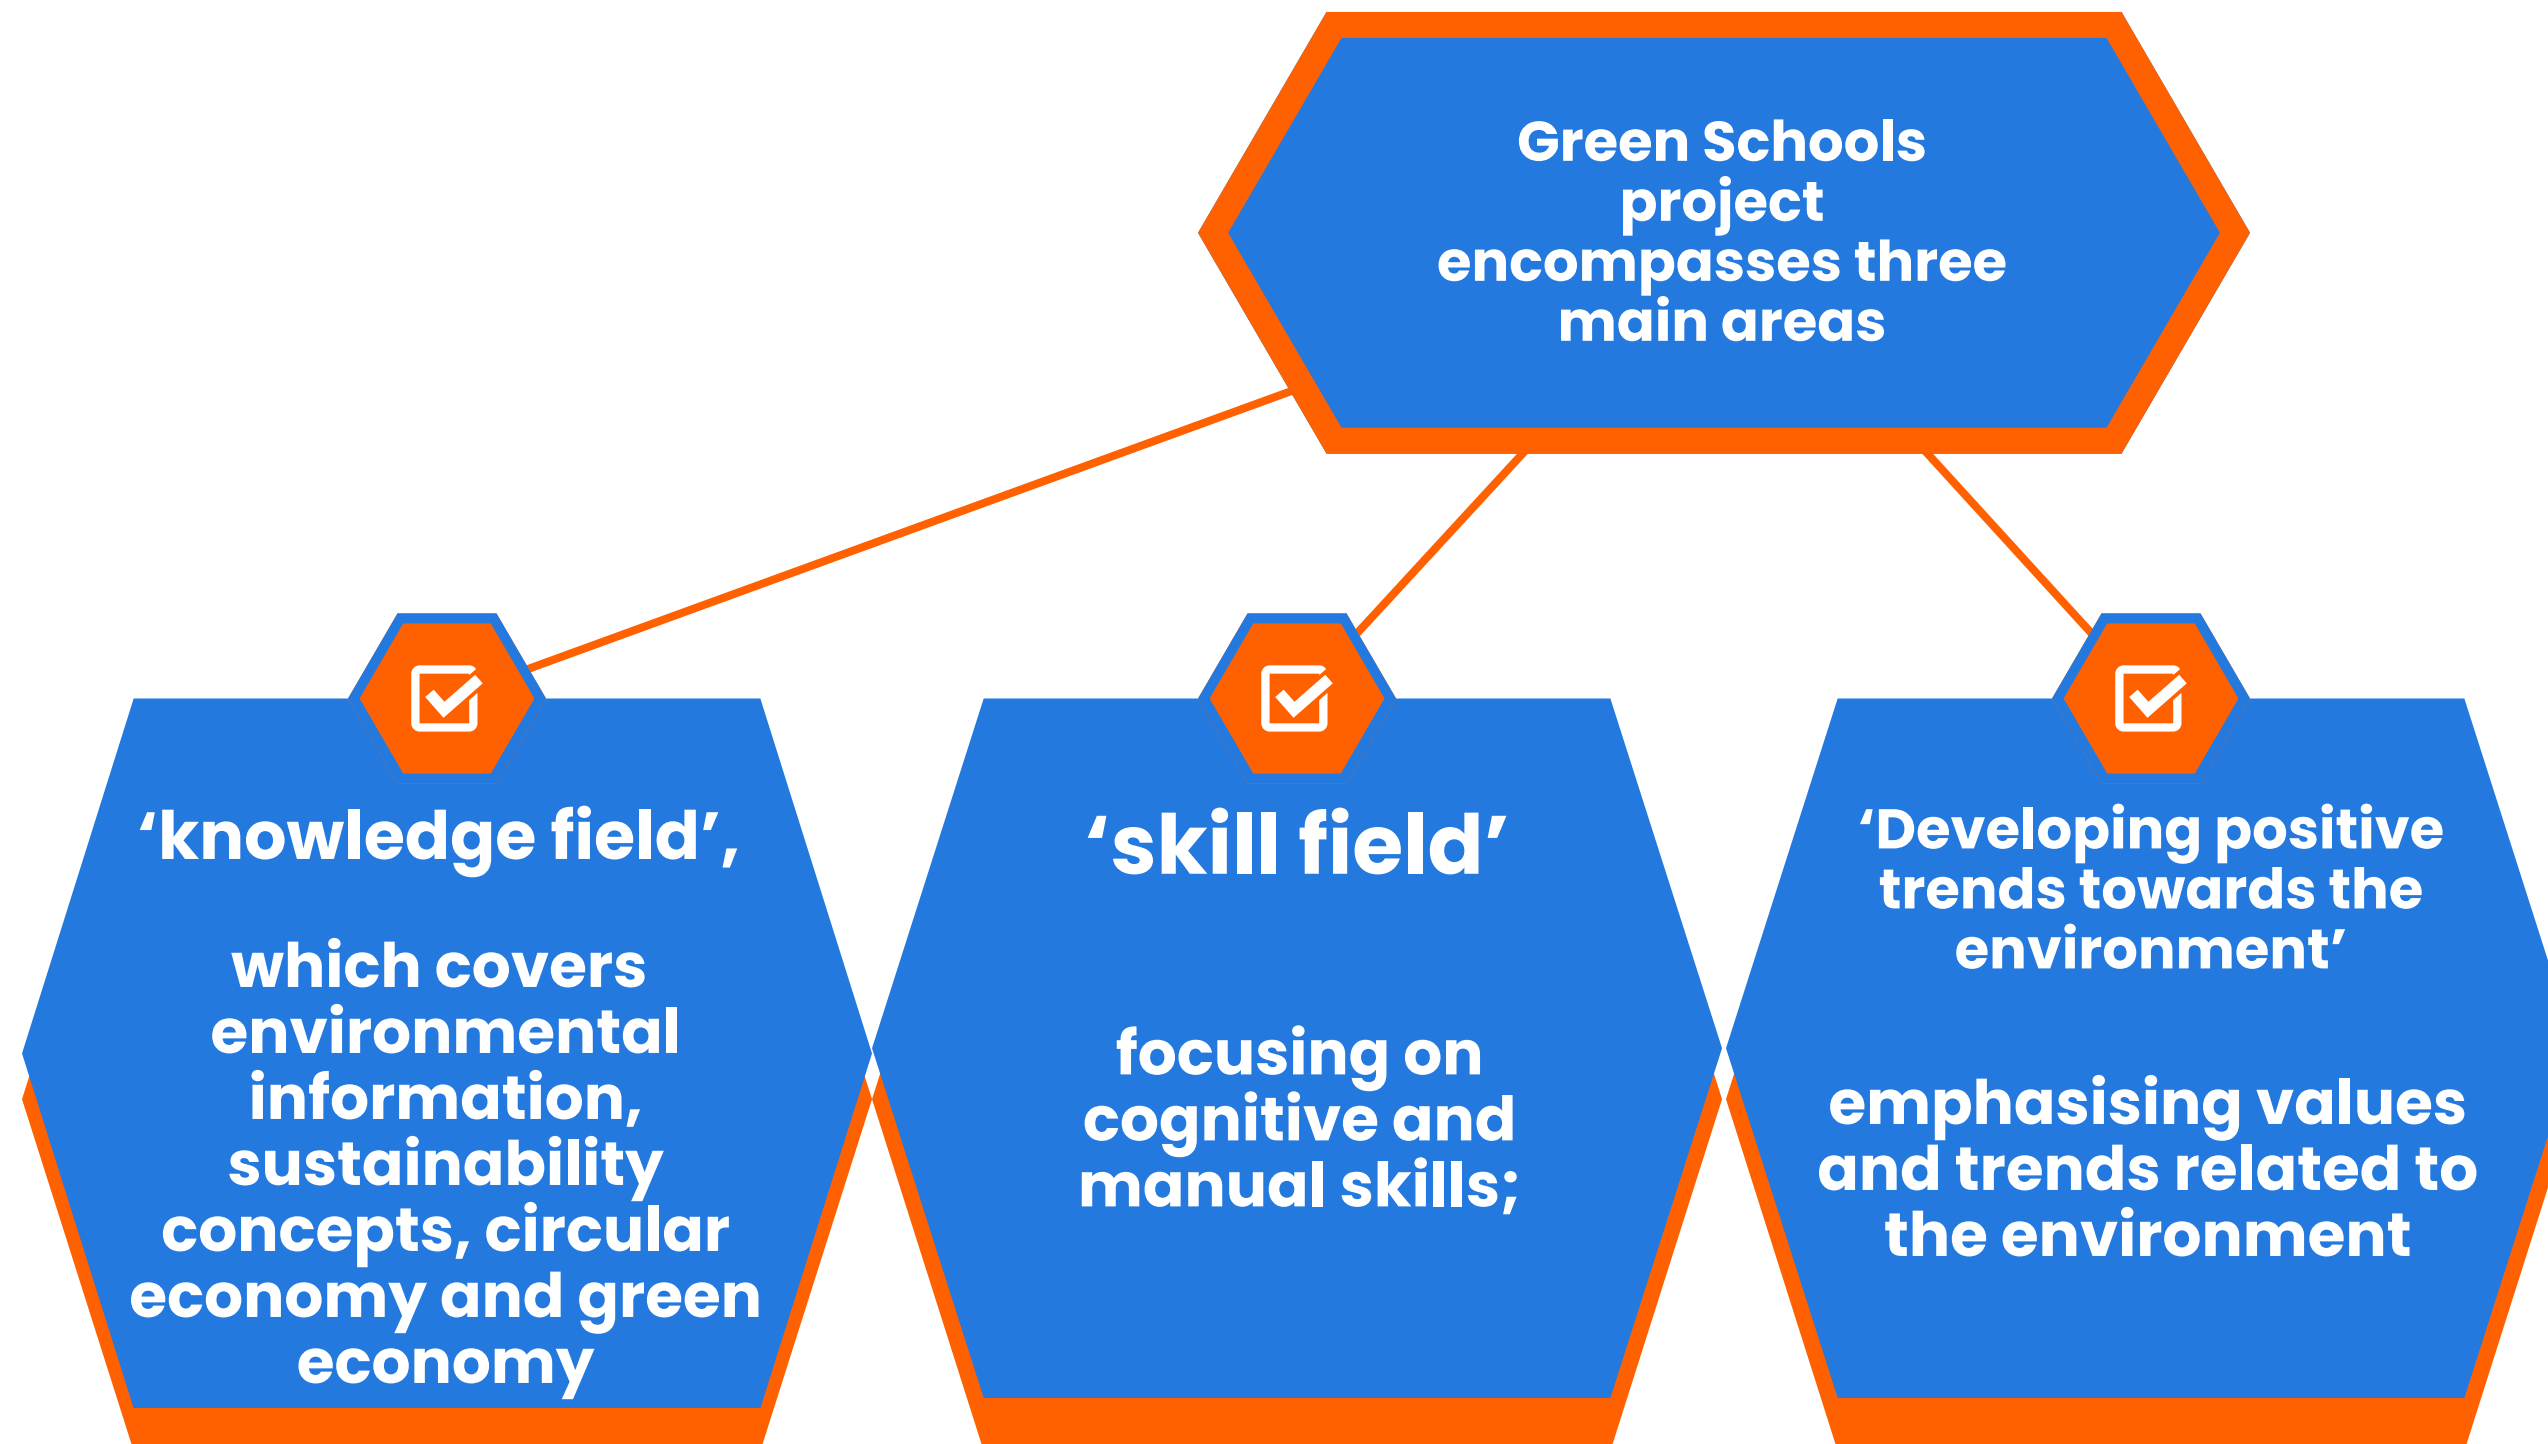 Green Schools
project
encompasses three
main areas
‘knowledge field’,
which covers
environmental
information,
sustainability
concepts, circular
economy and green
economy
‘skill field’
focusing on
cognitive and
manual skills;
‘Developing positive
trends towards the
environment’
emphasising values
and trends related to
the environment